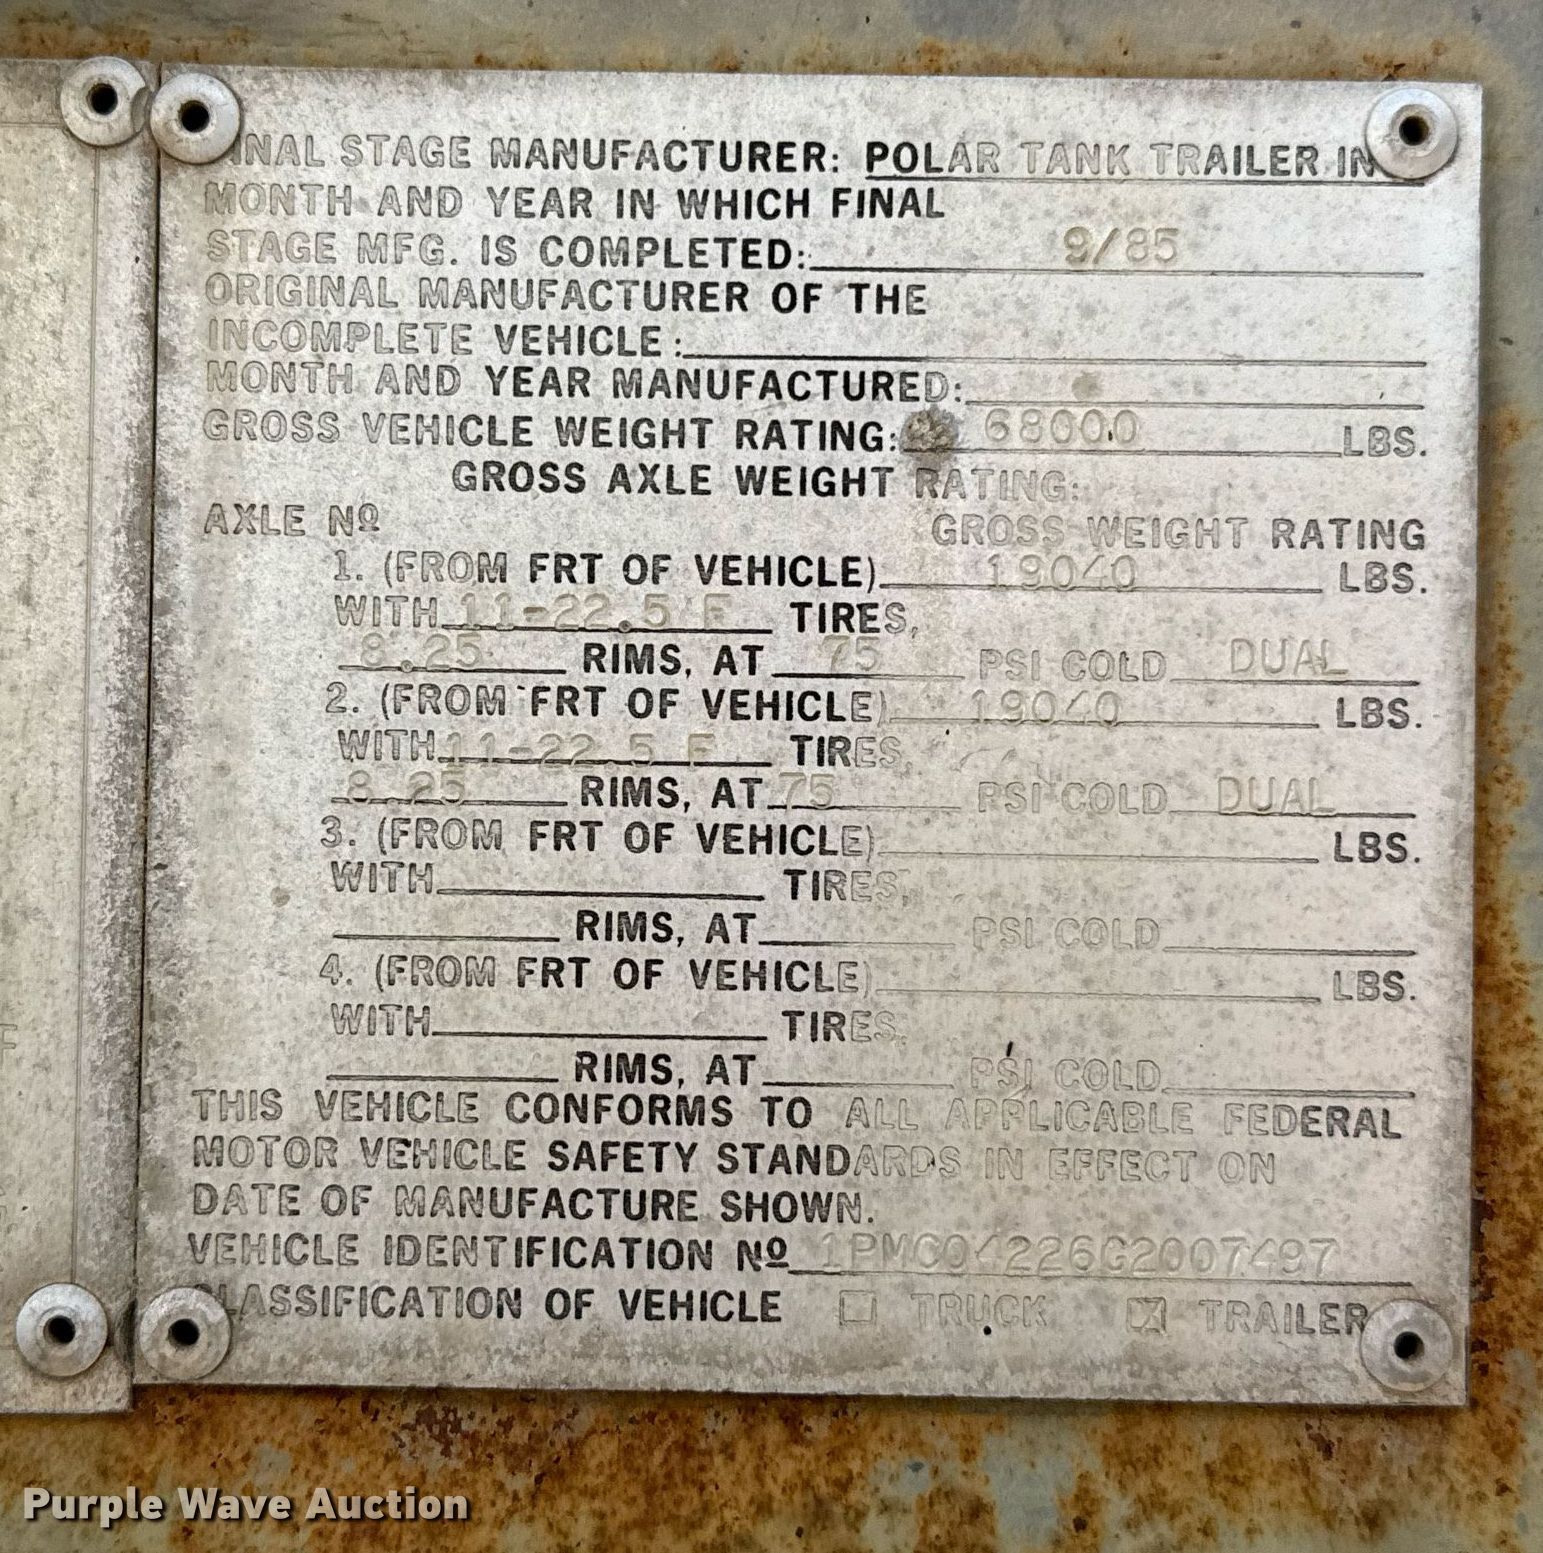 FINAL STAGE MANUFACTURER: POLAR TANK TRAILER IN
MONTH AND YEAR IN WHICH FINAL
STAGE MFG. IS COMPLETED: 9/85
ORIGINAL MANUFACTURER OF THE
INCOMPLETE VEHICLE:
MONTH AND YEAR MANUFACTURED:
GROSS VEHICLE WEIGHT RATING: 68000 LBS.
GROSS AXLE WEIGHT RATING:
AXLE Nº GROSS WEIGHT RATING
1. (FROM FRT OF VEHICLE) 19040 LBS.
WITH 11-22.5 F TIRES,
8.25 RIMS, AT 75 PSI COLD DUAL
2. (FROM FRT OF VEHICLE) 19040 LBS.
WITH 11-22.5 F TIRES,
8.25 RIMS, AT 75 PSI COLD DUAL
3. (FROM FRT OF VEHICLE) LBS.
WITH TIRES,
RIMS, AT PSI COLD
4. (FROM FRT OF VEHICLE) LBS.
WITH TIRES,
RIMS, AT PSI COLD
THIS VEHICLE CONFORMS TO ALL APPLICABLE FEDERAL
MOTOR VEHICLE SAFETY STANDARDS IN EFFECT ON
DATE OF MANUFACTURE SHOWN.
VEHICLE IDENTIFICATION Nº
CLASSIFICATION OF VEHICLE ☐ TRUCK ☒ TRAILER
Purple Wave Auction